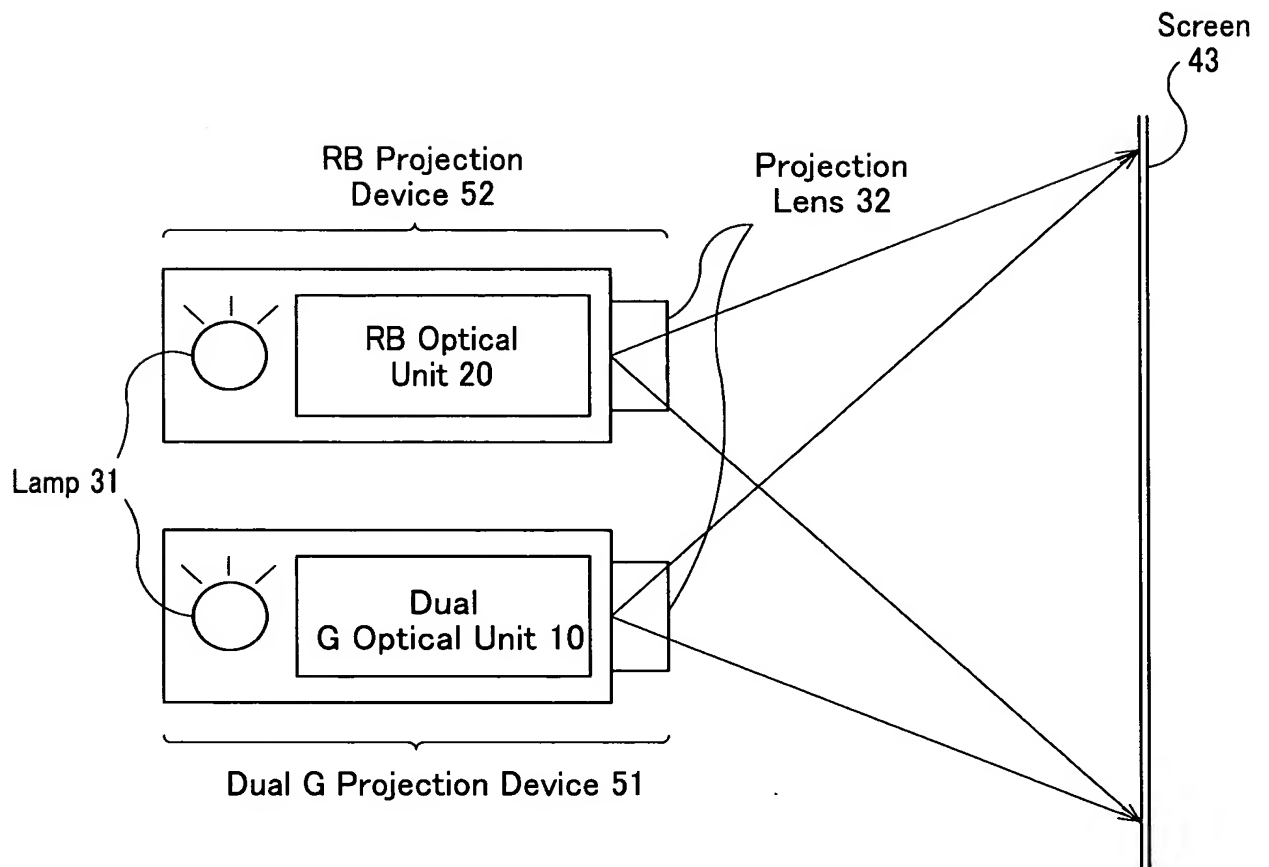 Screen
43
RB Projection
Device 52
Projection
Lens 32
RB Optical
Unit 20
Lamp 31
Dual
G Optical Unit 10
Dual G Projection Device 51